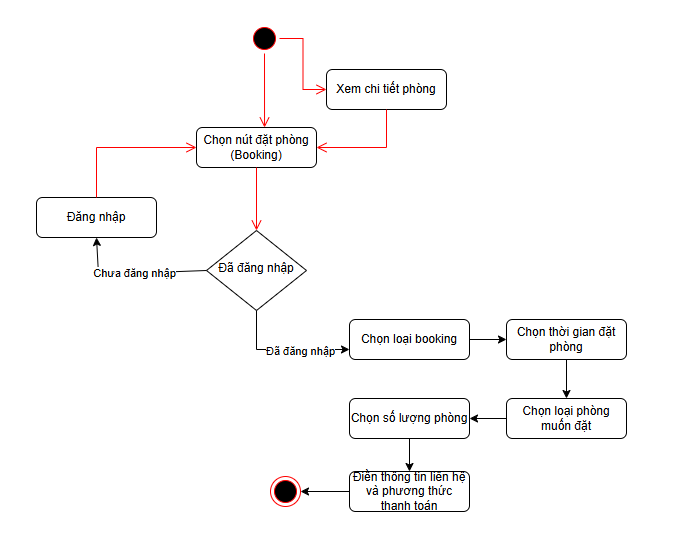 Xem chi tiết phòng
Chọn nút đặt phòng
(Booking)
Đăng nhập
Đã đăng nhập
Chưa đăng nhập
Đã đăng nhập
Chọn loại booking
Chọn thời gian đặt
phòng
Chọn số lượng phòng
Chọn loại phòng
muốn đặt
Điền thông tin liên hệ
và phương thức
thanh toán